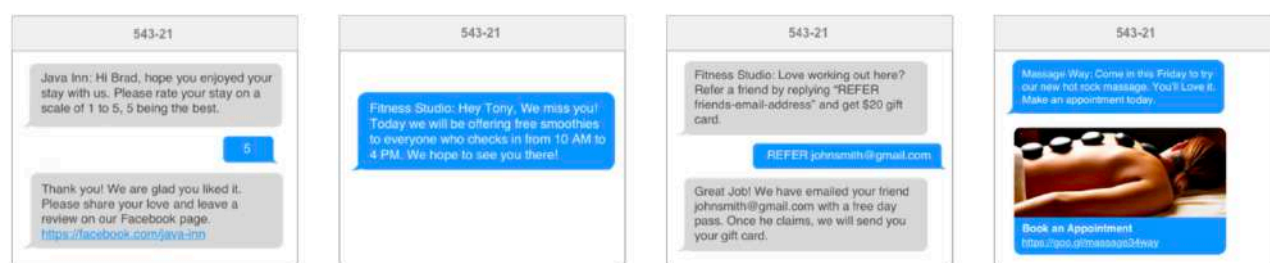 543-21
Java Inn: Hi Brad, hope you enjoyed your
stay with us. Please rate your stay on a
scale of 1 to 5, 5 being the best.
5
Thank you! We are glad you liked it.
Please share your love and leave a
review on our Facebook page.
https://facebook.com/java-inn
543-21
Fitness Studio: Hey Tony, We miss you!
Today we will be offering free smoothies
to everyone who checks in from 10 AM to
4 PM. We hope to see you there!
543-21
Fitness Studio: Love working out here?
Refer a friend by replying “REFER
friends-email-address” and get $20 gift
card.
REFER johnsmith@gmail.com
Great Job! We have emailed your friend
johnsmith@gmail.com with a free day
pass. Once he claims, we will send you
your gift card.
543-21
Massage Way: Come in this Friday to try
our new hot rock massage. You'll Love it.
Make an appointment today.
Book an Appointment
https://goo.gl/massage34way